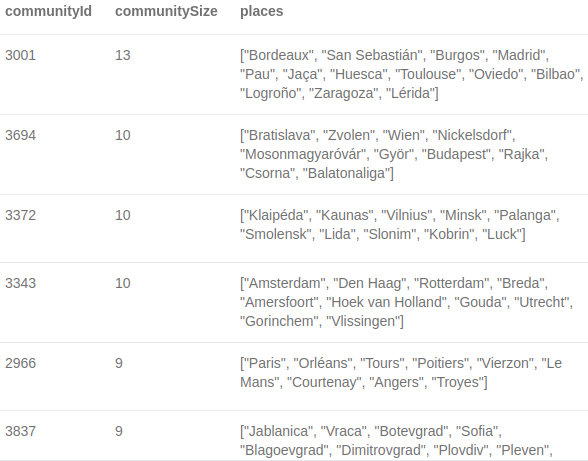 communityId communitySize places
3001 13 ["Bordeaux", "San Sebastián", "Burgos", "Madrid",
"Pau", "Jaça", "Huesca", "Toulouse", "Oviedo", "Bilbao",
"Logroño", "Zaragoza", "Lérida"]
3694 10 ["Bratislava", "Zvolen", "Wien", "Nickelsdorf",
"Mosonmagyaróvár", "Györ", "Budapest", "Rajka",
"Csorna", "Balatonaliga"]
3372 10 ["Klaipéda", "Kaunas", "Vilnius", "Minsk", "Palanga",
"Smolensk", "Lida", "Slonim", "Kobrin", "Luck"]
3343 10 ["Amsterdam", "Den Haag", "Rotterdam", "Breda",
"Amersfoort", "Hoek van Holland", "Gouda", "Utrecht",
"Gorinchem", "Vlissingen"]
2966 9 ["Paris", "Orléans", "Tours", "Poitiers", "Vierzon", "Le
Mans", "Courtenay", "Angers", "Troyes"]
3837 9 ["Jablanica", "Vraca", "Botevgrad", "Sofia",
"Blagoevgrad", "Dimitrovgrad", "Plovdiv", "Pleven",